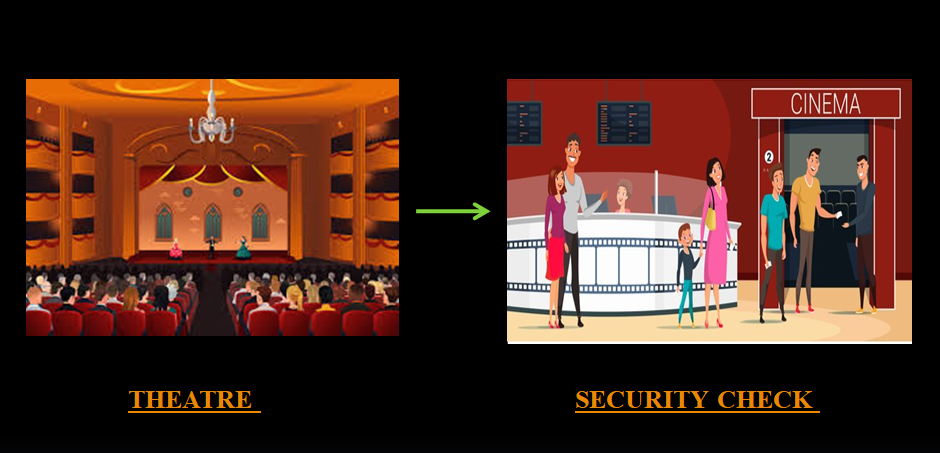 CINEMA
2
THEATRE
SECURITY CHECK